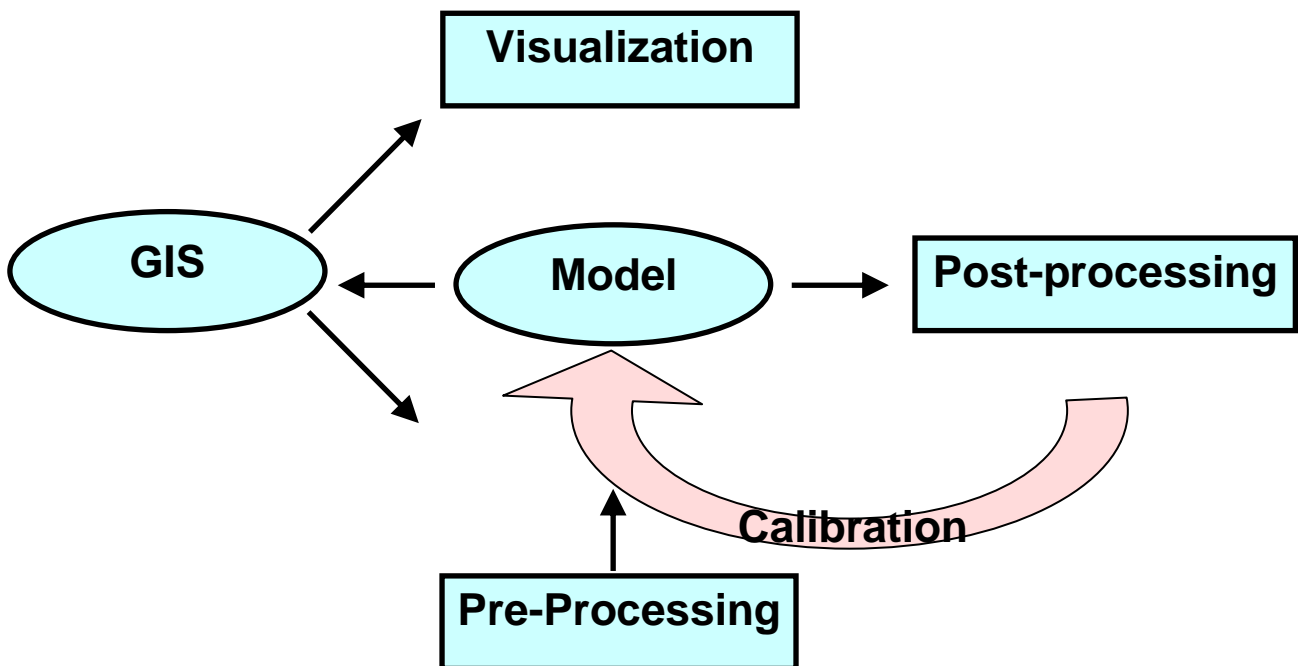 Visualization
GIS
Model
Post-processing
Calibration
Pre-Processing